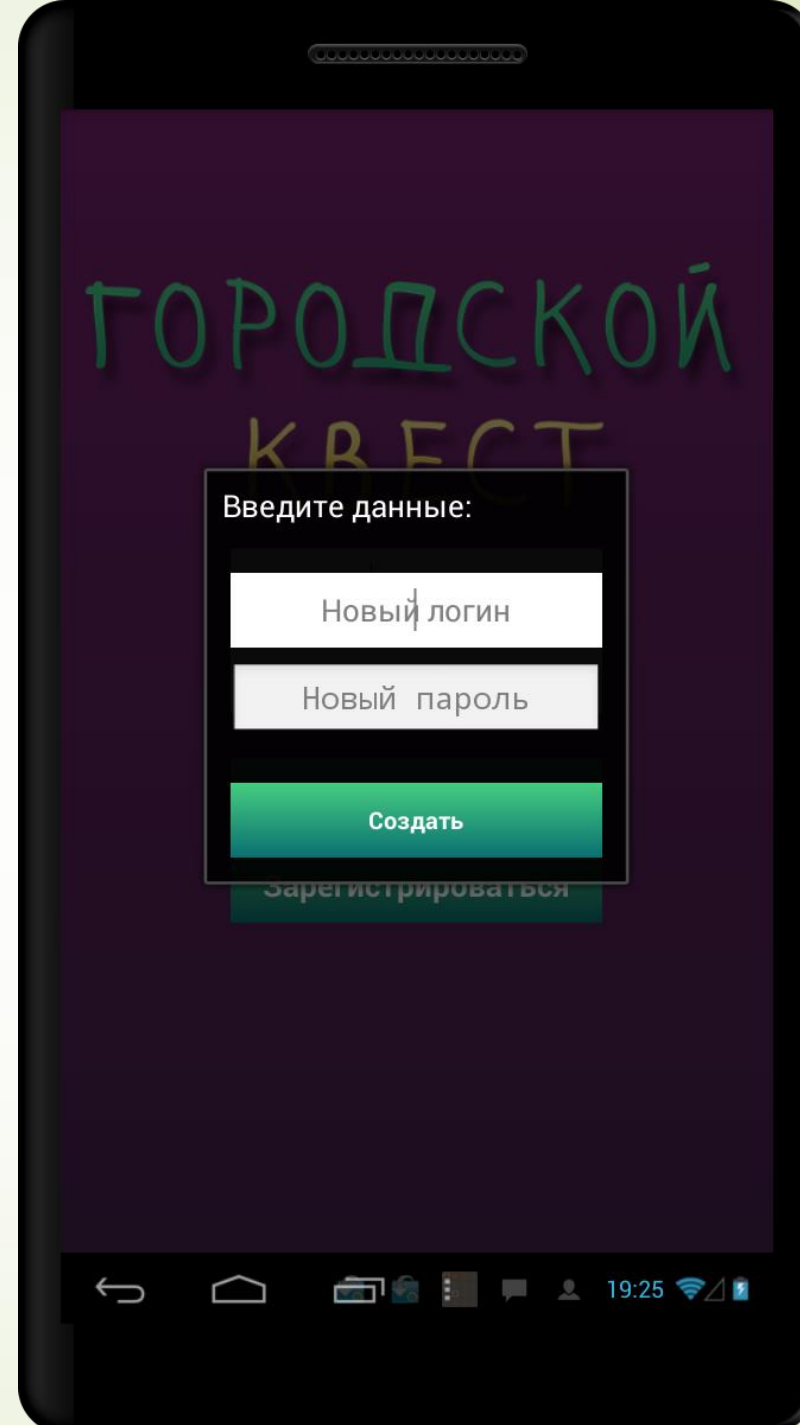 ГОРОДСКОЙ
КВЕСТ
Введите данные:
Новый логин
Новый пароль
Создать
Зарегистрироваться
19:25